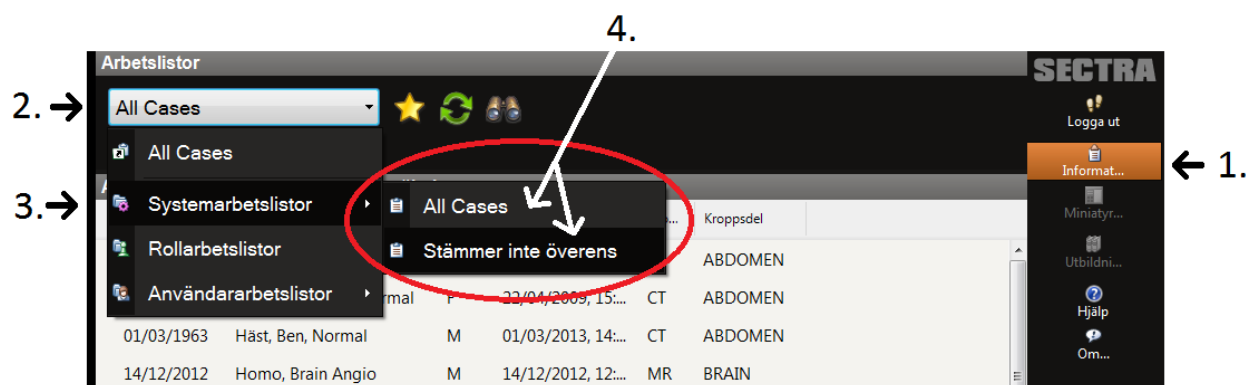 4.
Arbetslistor
SECTRA
2.
All Cases
Logga ut
All Cases
Informat...
1.
3.
Systemarbetslistor
All Cases
Kroppsdel
Miniatyr...
Rollarbetslistor
Stämmer inte överens
ABDOMEN
Utbildni...
Användararbetslistor
rmal 22/04/2009, 15:... CT ABDOMEN
Hjälp
01/03/1963 Häst, Ben, Normal M 01/03/2013, 14:... CT ABDOMEN
Om...
14/12/2012 Homo, Brain Angio M 14/12/2012, 12:... MR BRAIN